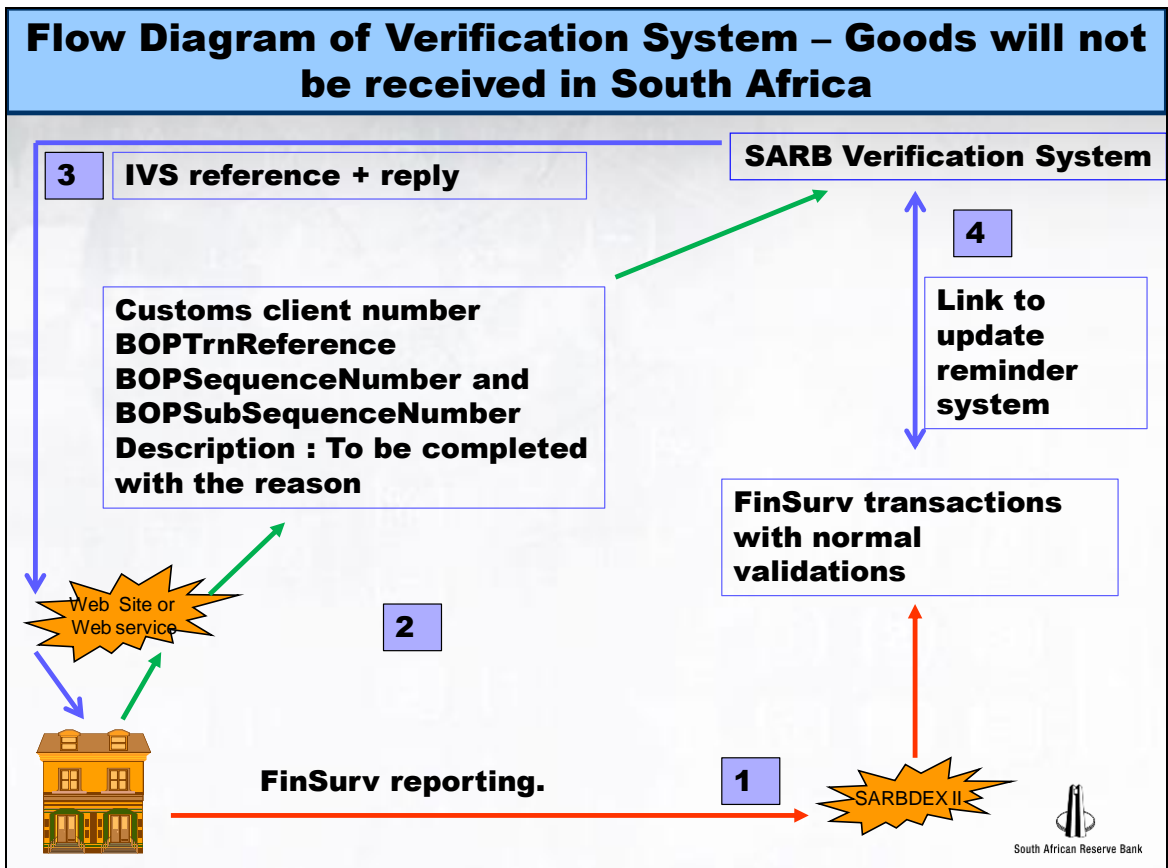 Flow Diagram of Verification System – Goods will not
be received in South Africa
3
IVS reference + reply
SARB Verification System
4
Customs client number
BOPTrnReference
BOPSequenceNumber and
BOPSubSequenceNumber
Description : To be completed
with the reason
Link to
update
reminder
system
FinSurv transactions
with normal
validations
Web Site or
Web service
2
FinSurv reporting.
1
SARBDEX II
South African Reserve Bank